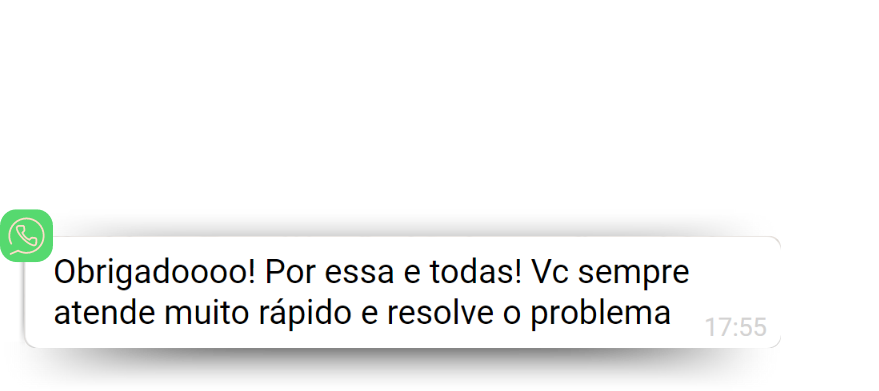 Obrigadoooo! Por essa e todas! Vc sempre
atende muito rápido e resolve o problema
17:55